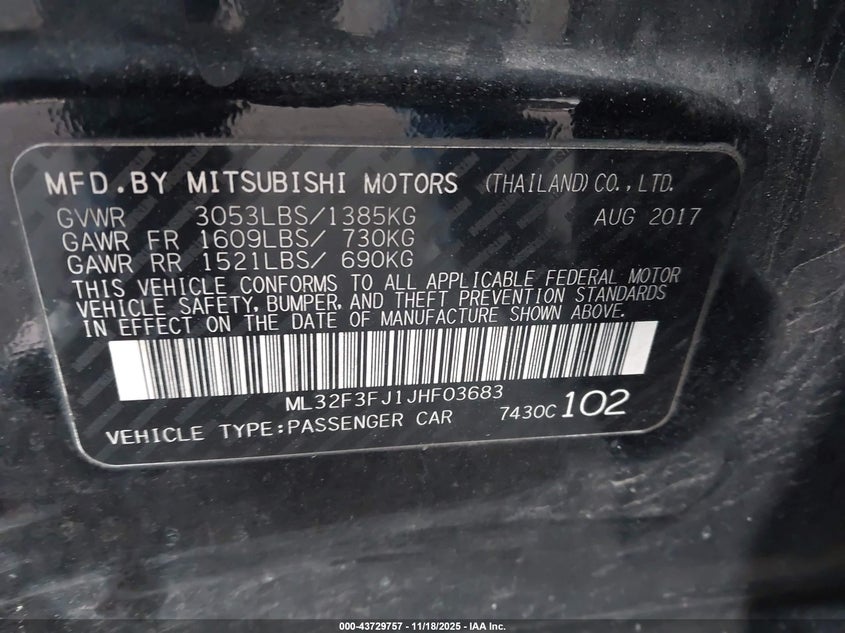 MFD.BY MITSUBISHI MOTORS (THAILAND)CO.,LTD.
GVWR 3053LBS/1385KG AUG 2017
GAWR FR 1609LBS/ 730KG
GAWR RR 1521LBS/ 690KG
THIS VEHICLE CONFORMS TO ALL APPLICABLE FEDERAL MOTOR
VEHICLE SAFETY, BUMPER, AND THEFT PREVENTION STANDARDS
IN EFFECT ON THE DATE OF MANUFACTURE SHOWN ABOVE.
ML32F3FJ1JHF03683
VEHICLE TYPE:PASSENGER CAR 7430C 102
000-43729757 - 11/18/2025 - IAA Inc.